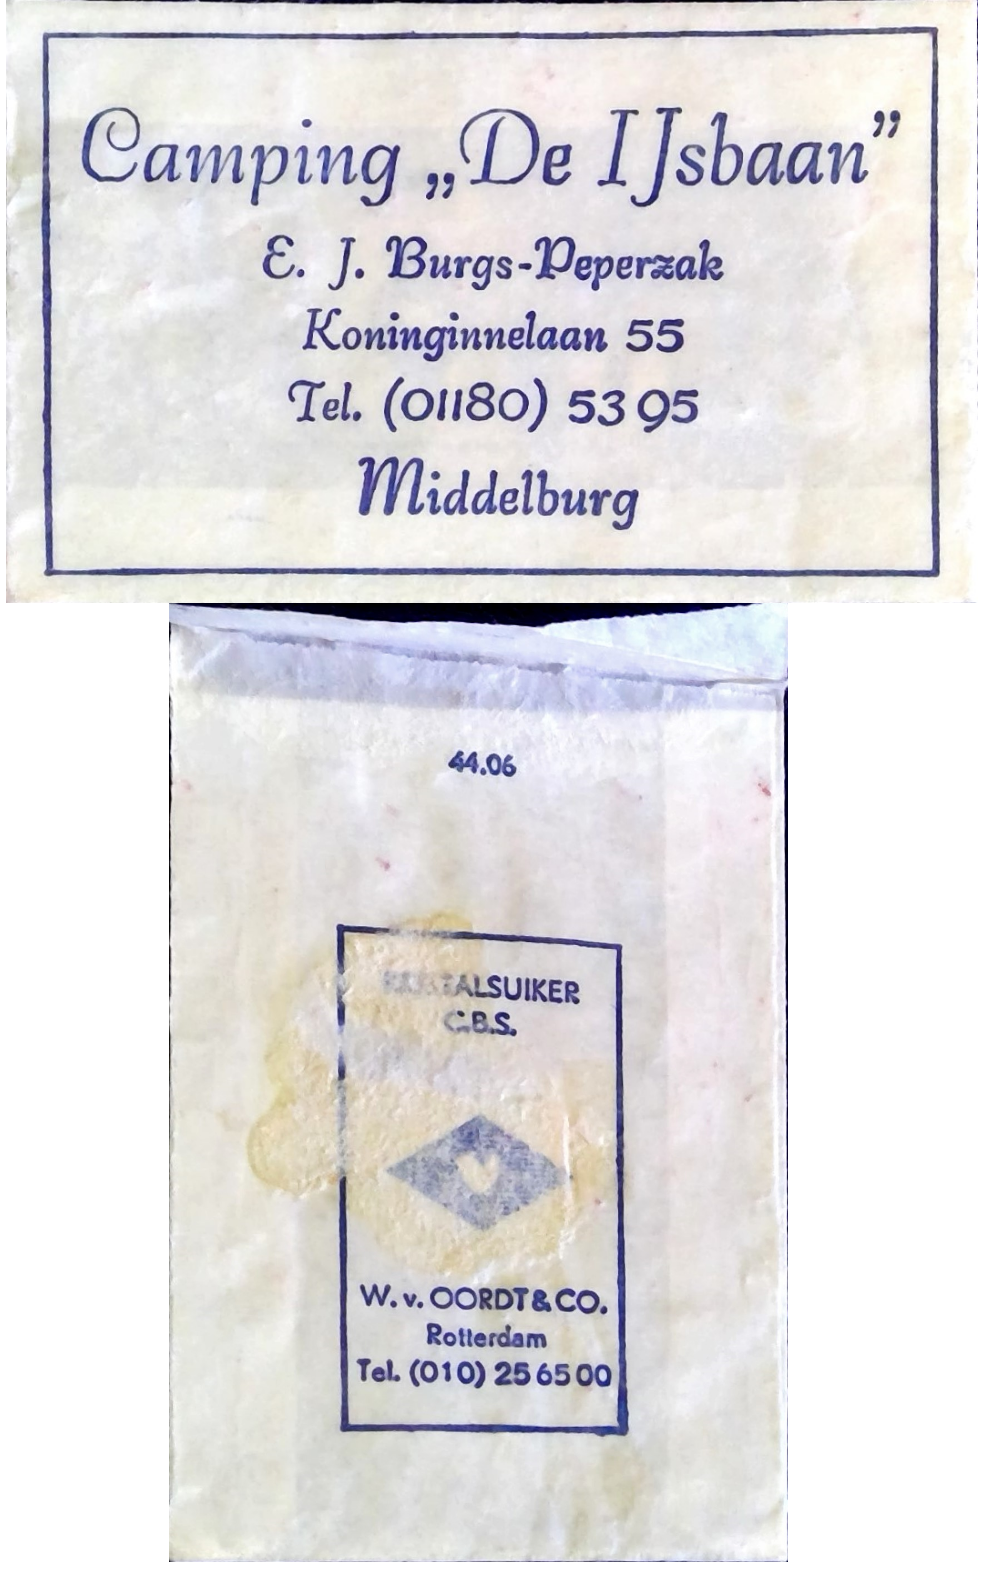 Camping „De IJsbaan”
E. J. Burgs-Peperzak
Koninginnelaan 55
Tel. (01180) 53 95
Middelburg
44.06
C.B.S.
W. v. OORDT & CO.
Rotterdam
Tel. (010) 25 65 00